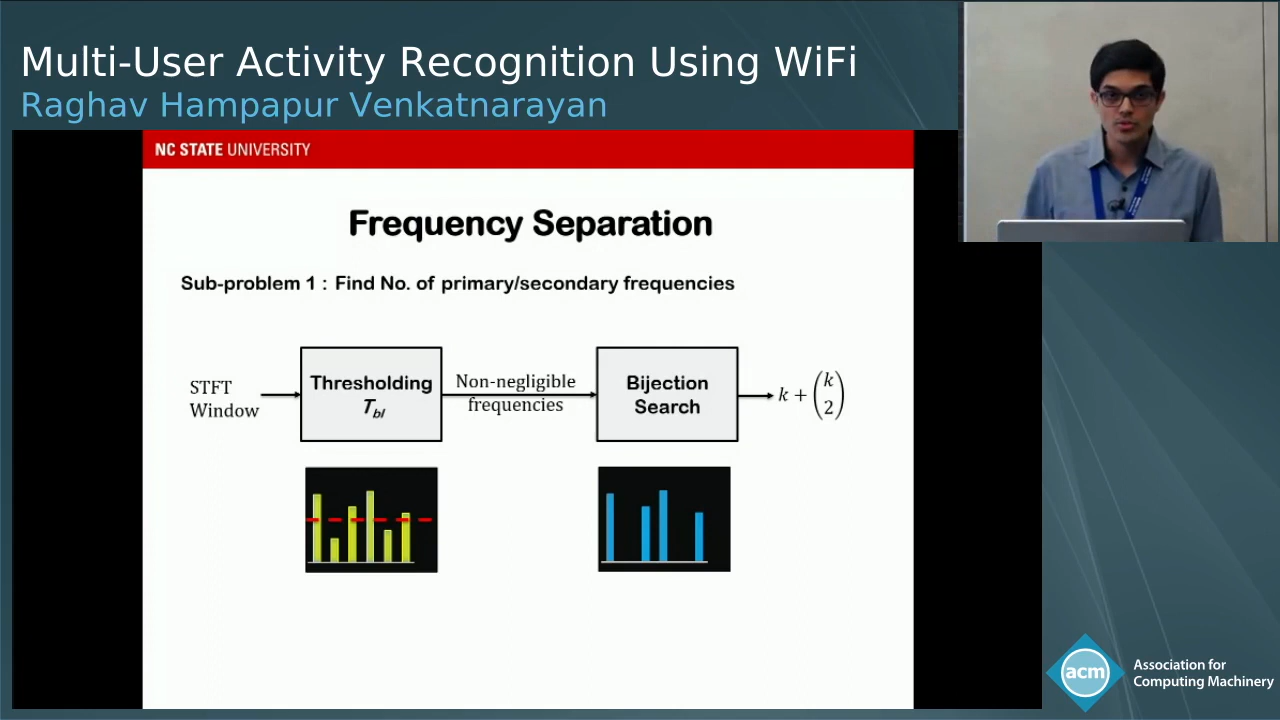 Multi-User Activity Recognition Using WiFi
Raghav Hampapur Venkatnarayan
NC STATE UNIVERSITY
Frequency Separation
Sub-problem 1 : Find No. of primary/secondary frequencies
STFT
Window
Thresholding
T_bl
Non-negligible
frequencies
Bijection
Search
k + (k 2)
acm
Association for
Computing Machinery